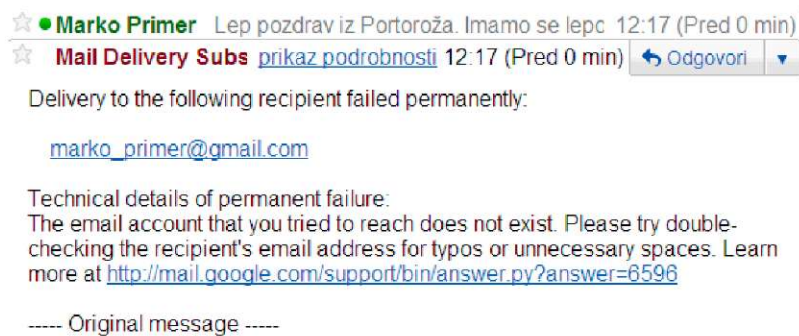 Marko Primer Lep pozdrav iz Portoroža. Imamo se lepo 12:17 (Pred 0 min)
Mail Delivery Subs prikaz podrobnosti 12:17 (Pred 0 min) Odgovori
Delivery to the following recipient failed permanently:
marko_primer@gmail.com
Technical details of permanent failure:
The email account that you tried to reach does not exist. Please try double-
checking the recipient's email address for typos or unnecessary spaces. Learn
more at http://mail.google.com/support/bin/answer.py?answer=6596
----- Original message -----